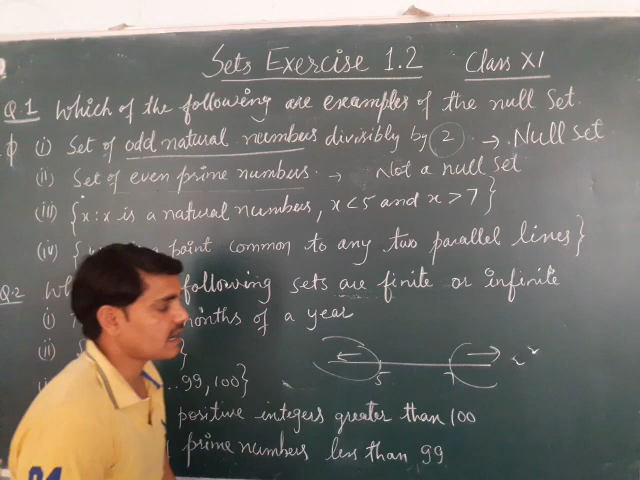 Sets Exercise 1.2 Class XI
Q.1 Which of the following are examples of the null set.
φ (i) Set of odd natural numbers divisibly by 2 → Null set
(ii) Set of even prime numbers. → Not a null set
(iii) {x : x is a natural numbers, x < 5 and x > 7}
(iv) { point common to any two parallel lines}
Q.2 following sets are finite or infinite
(i) months of a year
(ii) }
5 7
..99, 100}
positive integers greater than 100
prime numbers less than 99